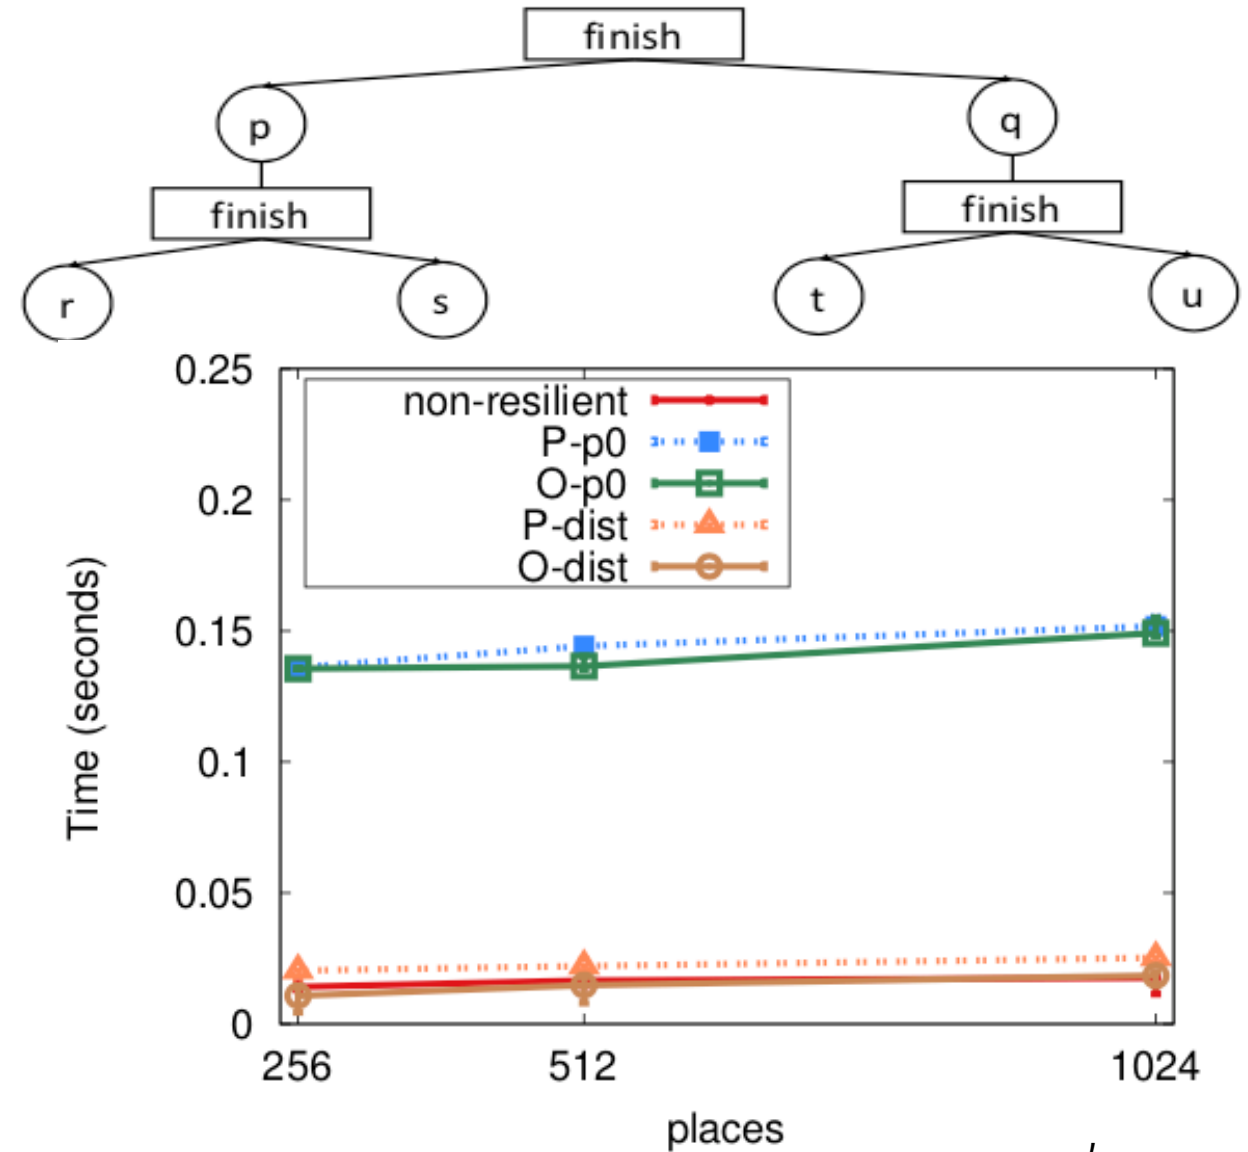 finish
p
q
finish
finish
r
s
t
u
0.25
0.2
0.15
0.1
0.05
0
Time (seconds)
non-resilient
P-p0
O-p0
P-dist
O-dist
256
512
1024
places
,